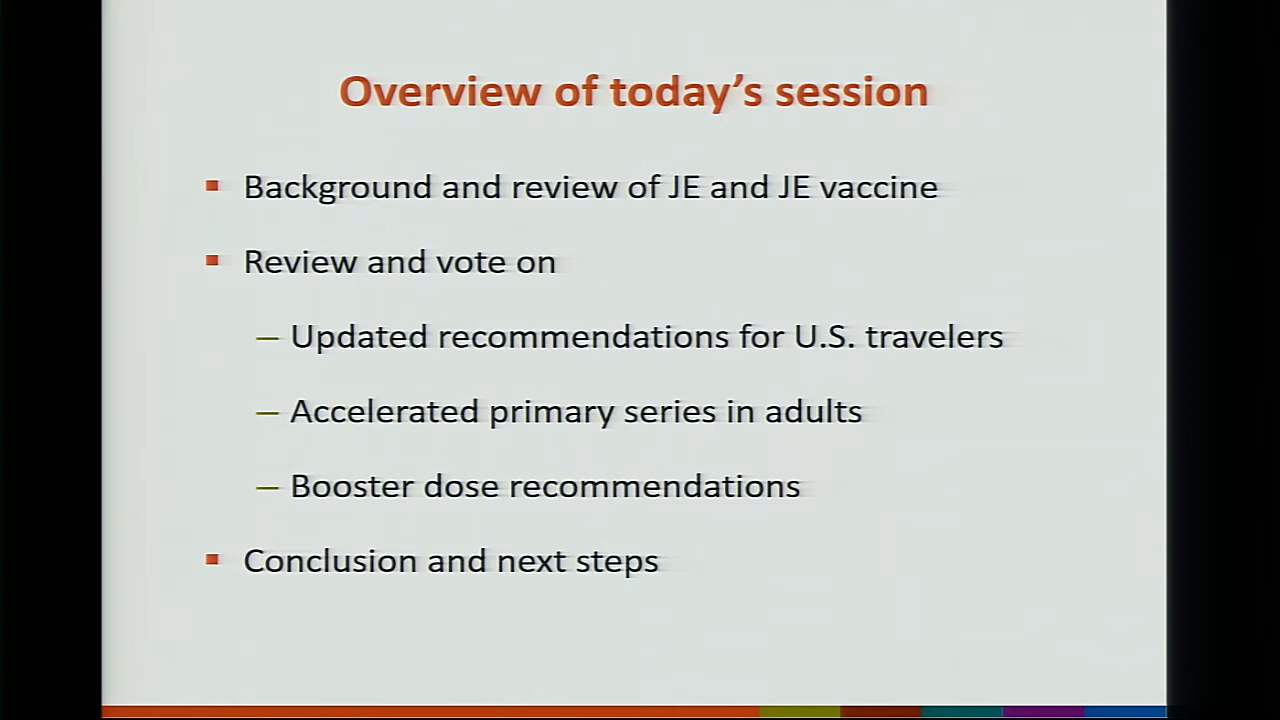 Overview of today's session
Background and review of JE and JE vaccine
Review and vote on
– Updated recommendations for U.S. travelers
– Accelerated primary series in adults
– Booster dose recommendations
Conclusion and next steps